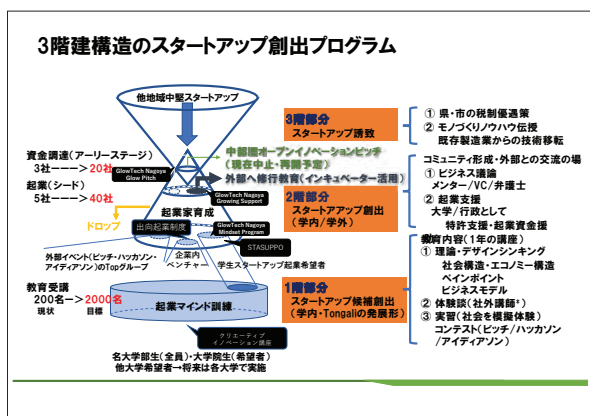 3階建構造のスタートアップ創出プログラム
他地域中堅スタートアップ
3階部分
スタートアップ誘致
① 県・市の税制優遇策
② モノづくりノウハウ伝授
既存製造業からの技術移転
中部圏オープンイノベーションピッチ
(現在中止・再開予定)
外部へ修行教育(インキュベーター活用)
資金調達(アーリーステージ)
3社ーーー>20社
GlowTech Nagoya
Glow Pitch
起業(シード)
5社ーーー>40社
GlowTech Nagoya
Growing Support
ドロップ
起業家育成
出向起業制度
GlowTech Nagoya
Mindset Program
STASUPPO
外部イベント(ピッチ・ハッカソン・
アイディアソン)のTopグループ
企業内
ベンチャー
学生スタートアップ起業希望者
2階部分
スタートアアップ創出
(学内/学外)
コミュニティ形成・外部との交流の場
① ビジネス議論
メンター/VC/弁護士
② 起業支援
大学/行政として
特許支援・起業資金援
教育受講
200名ー>2000名
現状 目標
起業マインド訓練
1階部分
スタートアップ候補創出
(学内・Tongaliの発展形)
教育内容(1年の講座)
① 理論・デザインシンキング
社会構造・エコノミー構造
ペインポイント
ビジネスモデル
② 体験談(社外講師*)
③ 実習(社会を模擬体験)
コンテスト(ピッチ/ハッカソン
/アイディアソン)
クリエーティブ
イノベーション講座
名大学部生(全員)・大学院生(希望者)
他大学希望者→将来は各大学で実施